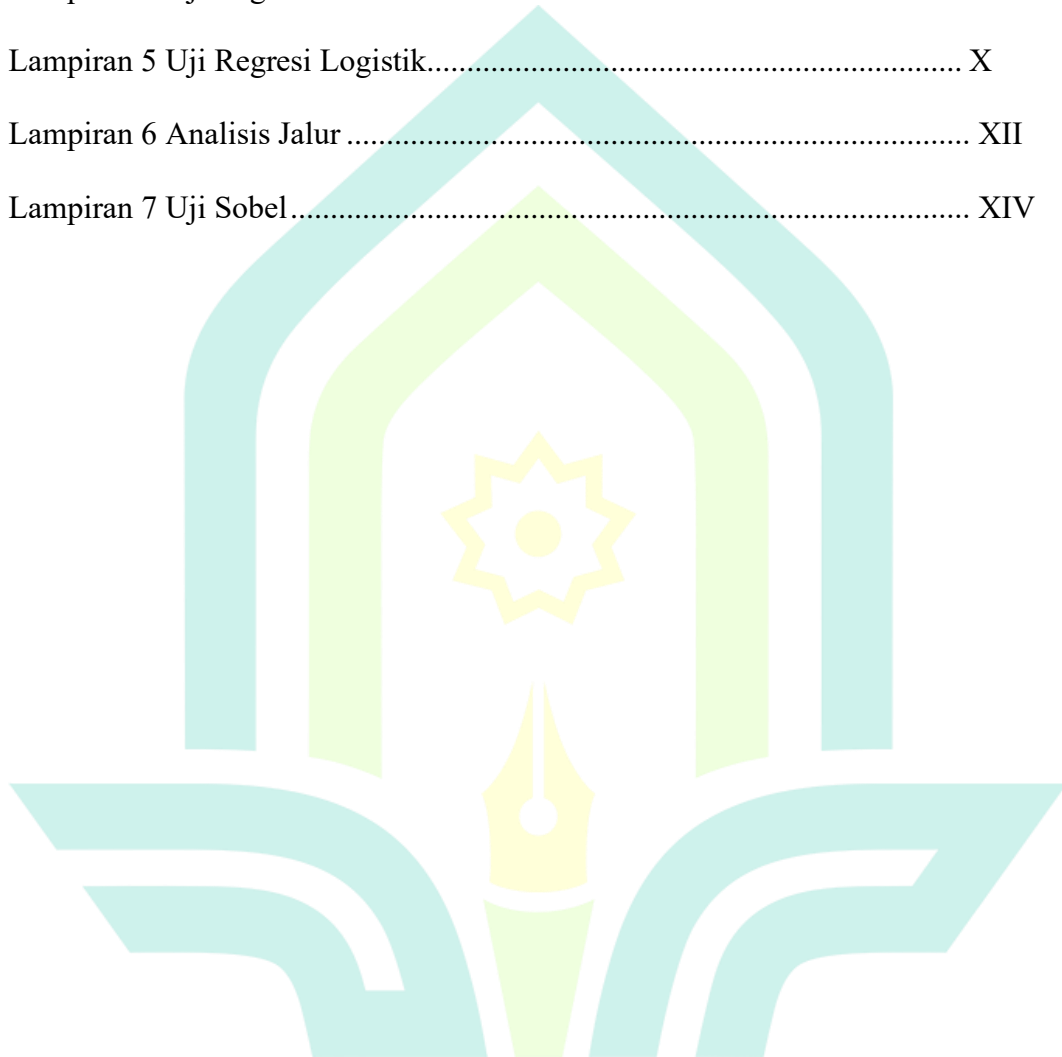 Lampiran 5 Uji Regresi Logistik.................................................................... X
Lampiran 6 Analisis Jalur ............................................................................... XII
Lampiran 7 Uji Sobel...................................................................................... XIV